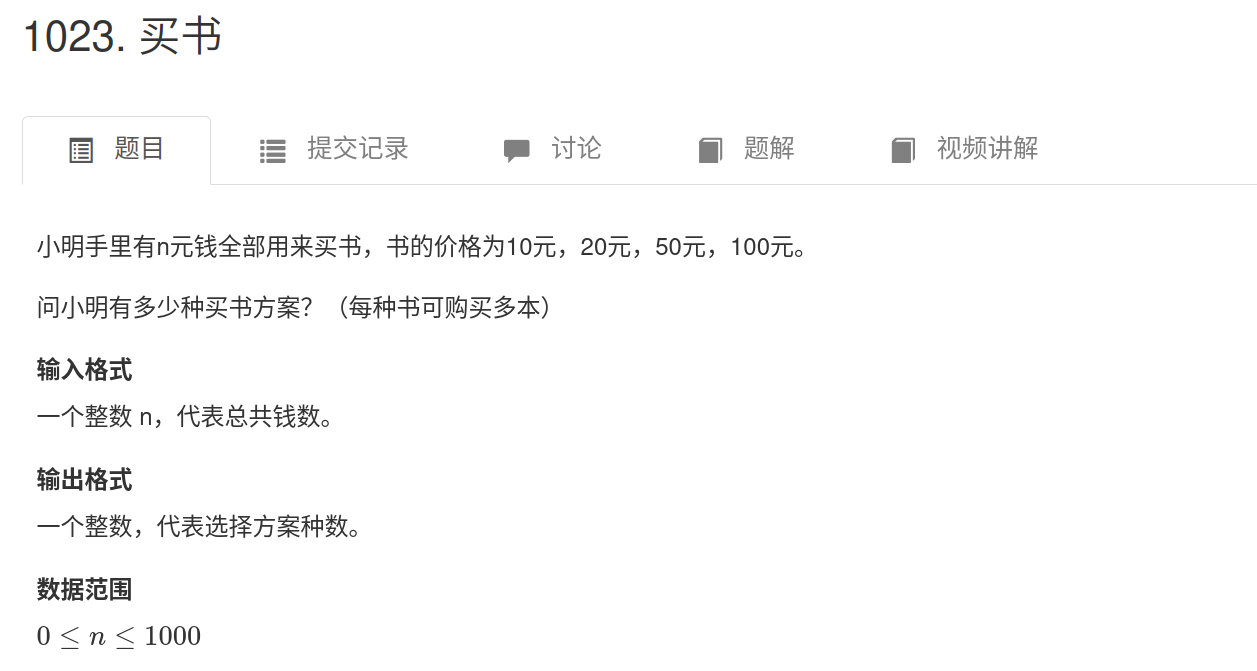 1023. 买书
题目 提交记录 讨论 题解 视频讲解
小明手里有n元钱全部用来买书，书的价格为10元，20元，50元，100元。
问小明有多少种买书方案？（每种书可购买多本）
输入格式
一个整数 n，代表总共钱数。
输出格式
一个整数，代表选择方案种数。
数据范围
0 ≤ n ≤ 1000